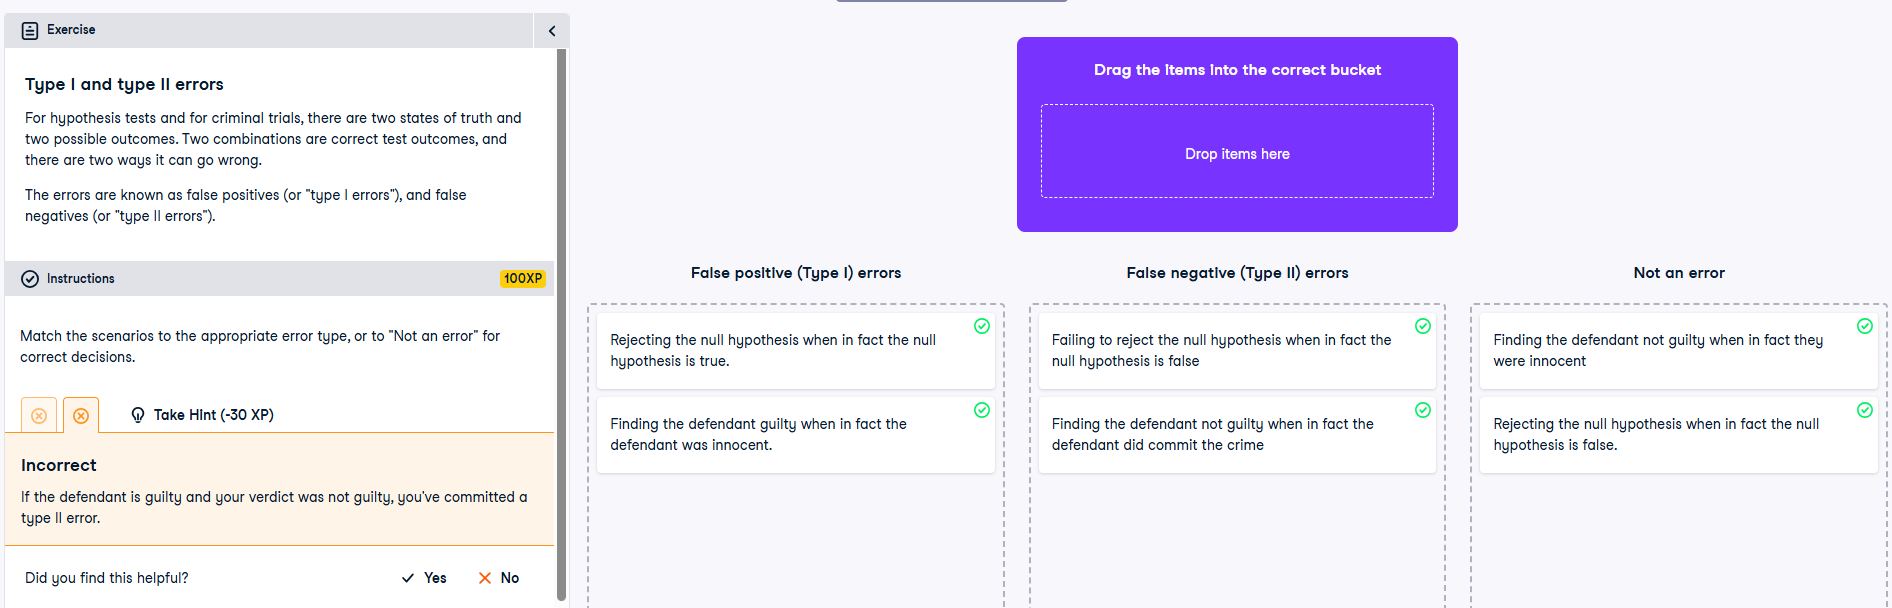 Exercise
Type I and type II errors
For hypothesis tests and for criminal trials, there are two states of truth and
two possible outcomes. Two combinations are correct test outcomes, and
there are two ways it can go wrong.
The errors are known as false positives (or "type I errors"), and false
negatives (or "type II errors").
Instructions
100XP
Match the scenarios to the appropriate error type, or to "Not an error" for
correct decisions.
Take Hint (-30 XP)
Incorrect
If the defendant is guilty and your verdict was not guilty, you've committed a
type II error.
Did you find this helpful?
Yes
No
Drag the items into the correct bucket
Drop items here
False positive (Type I) errors
Rejecting the null hypothesis when in fact the null
hypothesis is true.
Finding the defendant guilty when in fact the
defendant was innocent.
False negative (Type II) errors
Failing to reject the null hypothesis when in fact the
null hypothesis is false
Finding the defendant not guilty when in fact the
defendant did commit the crime
Not an error
Finding the defendant not guilty when in fact they
were innocent
Rejecting the null hypothesis when in fact the null
hypothesis is false.